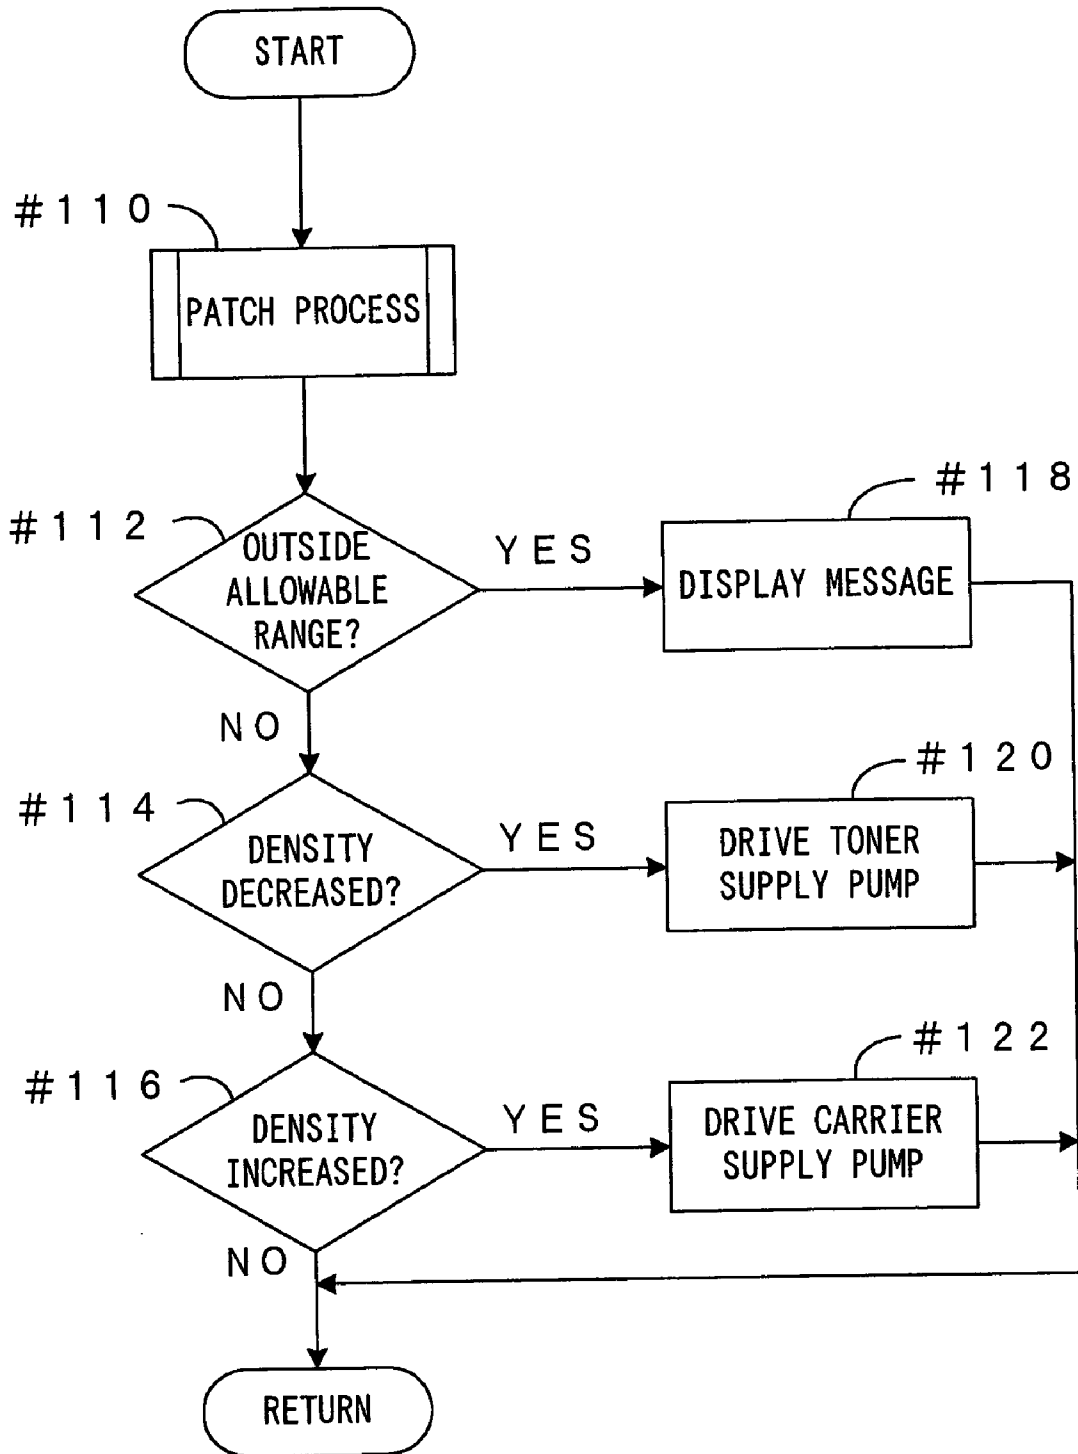 START
#110
PATCH PROCESS
#112
OUTSIDE
ALLOWABLE
RANGE?
YES
#118
DISPLAY MESSAGE
NO
#114
DENSITY
DECREASED?
YES
#120
DRIVE TONER
SUPPLY PUMP
NO
#116
DENSITY
INCREASED?
YES
#122
DRIVE CARRIER
SUPPLY PUMP
NO
RETURN